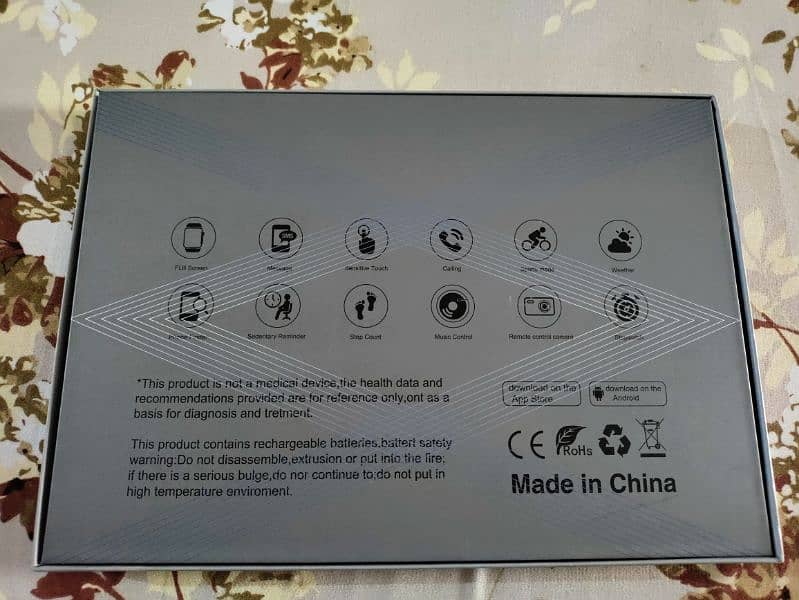 SMS
Full Screen
Message
Sensitive Touch
Calling
Sports mode
Weather
Sedentary Reminder
Step Count
Music Control
Remote control camera
*This product is not a medical device,the health data and
recommendations provided are for reference only,ont as a
basis for diagnosis and tretment.
This product contains rechargeable batteries.battert safety
warning:Do not disassemble,extrusion or put into the fire;
if there is a serious bulge,do nor continue to;do not put in
high temperature enviroment.
download on the
App Store
download on the
Android
CE
RoHs
Made in China